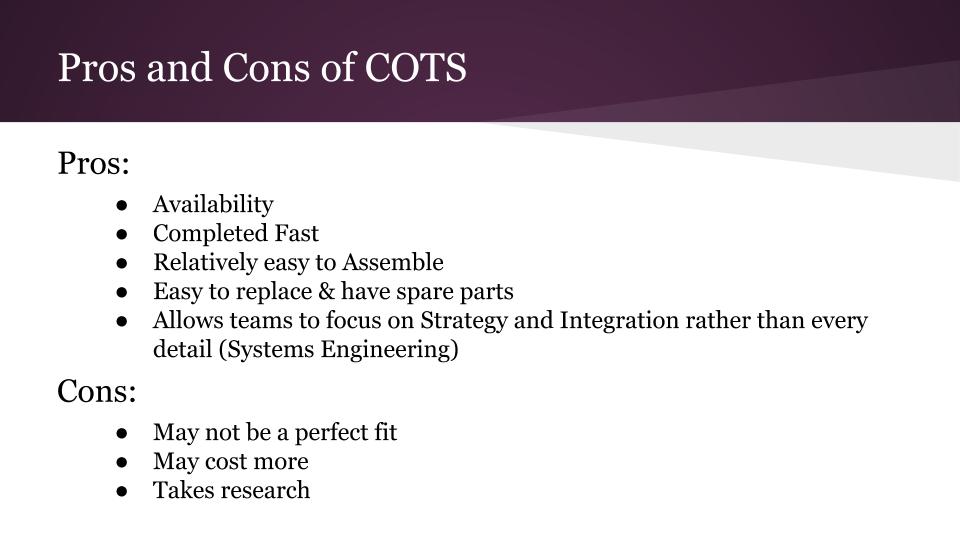 Pros and Cons of COTS
Pros:
● Availability
● Completed Fast
● Relatively easy to Assemble
● Easy to replace & have spare parts
● Allows teams to focus on Strategy and Integration rather than every
detail (Systems Engineering)
Cons:
● May not be a perfect fit
● May cost more
● Takes research